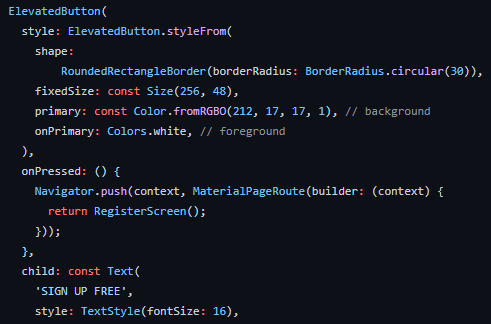 ElevatedButton(
  style: ElevatedButton.styleFrom(
    shape:
        RoundedRectangleBorder(borderRadius: BorderRadius.circular(30)),
    fixedSize: const Size(256, 48),
    primary: const Color.fromRGBO(212, 17, 17, 1), // background
    onPrimary: Colors.white, // foreground
  ),
  onPressed: () {
    Navigator.push(context, MaterialPageRoute(builder: (context) {
      return RegisterScreen();
    }));
  },
  child: const Text(
    'SIGN UP FREE',
    style: TextStyle(fontSize: 16),